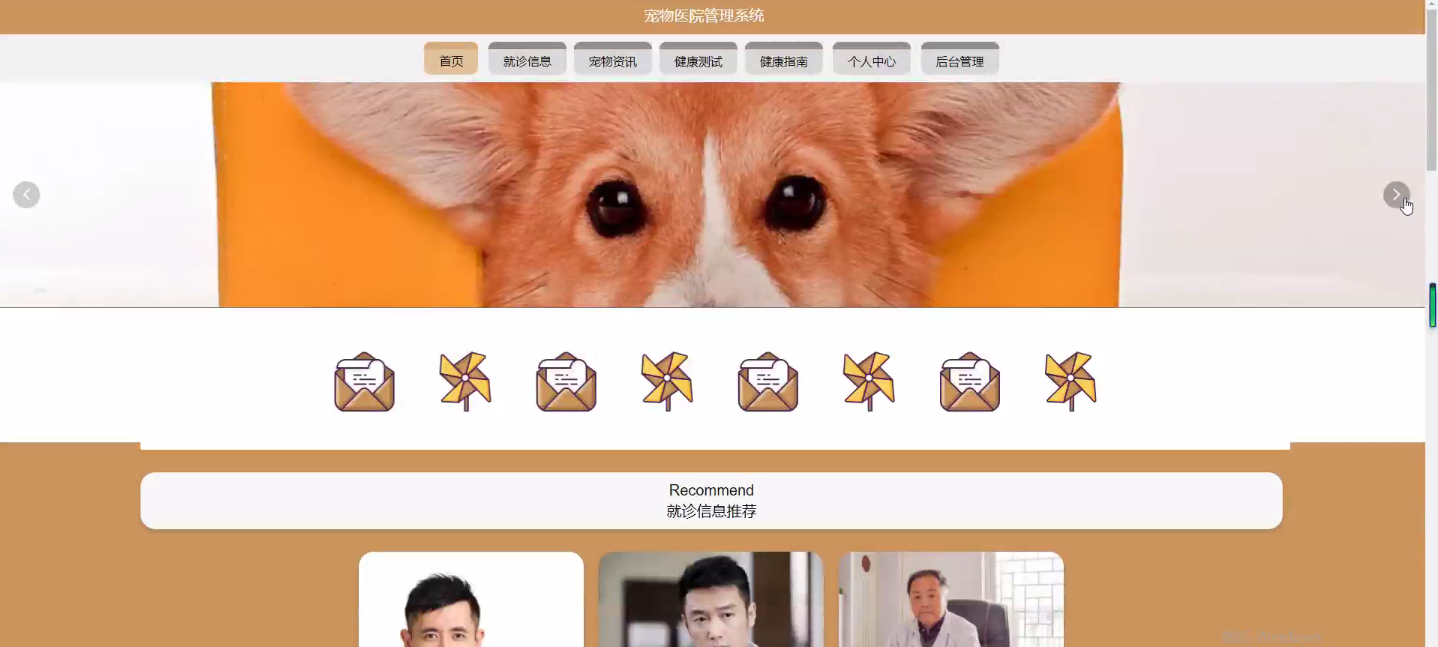 宠物医院管理系统
首页
就诊信息
宠物资讯
健康测试
健康指南
个人中心
后台管理
Recommend
就诊信息推荐